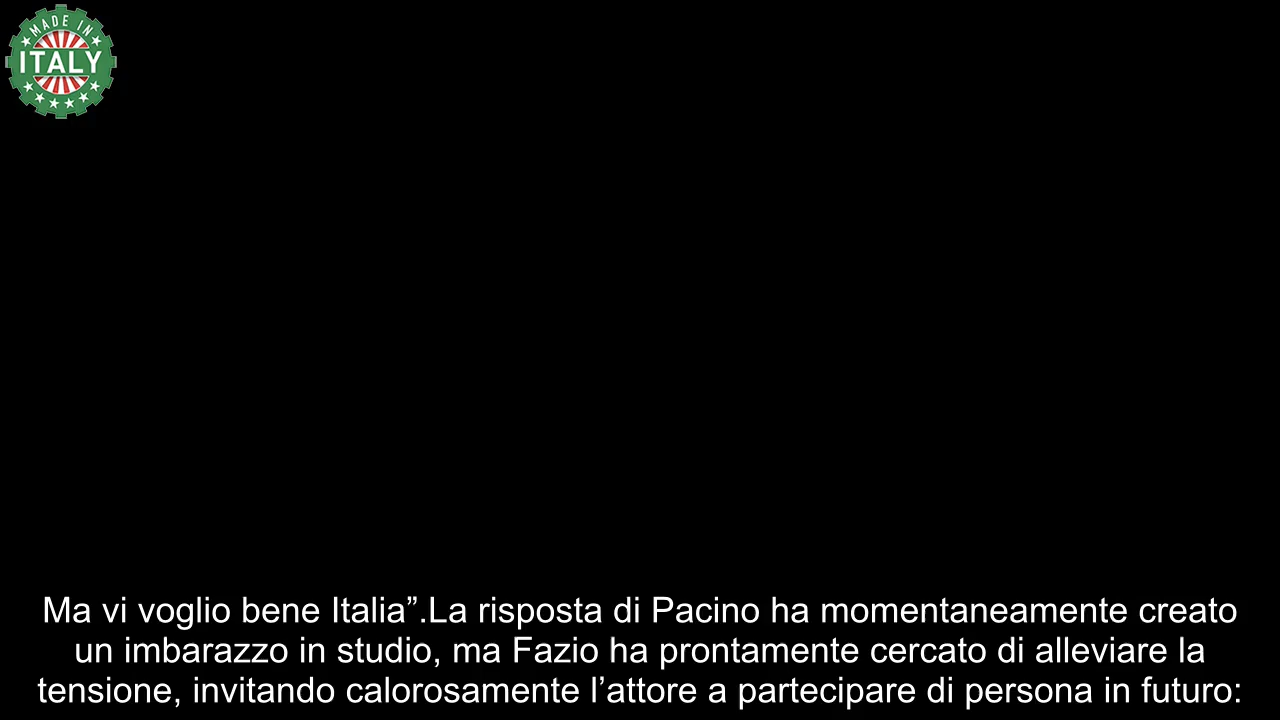 MADE IN
ITALY
Ma vi voglio bene Italia”.La risposta di Pacino ha momentaneamente creato
un imbarazzo in studio, ma Fazio ha prontamente cercato di alleviare la
tensione, invitando calorosamente l’attore a partecipare di persona in futuro: